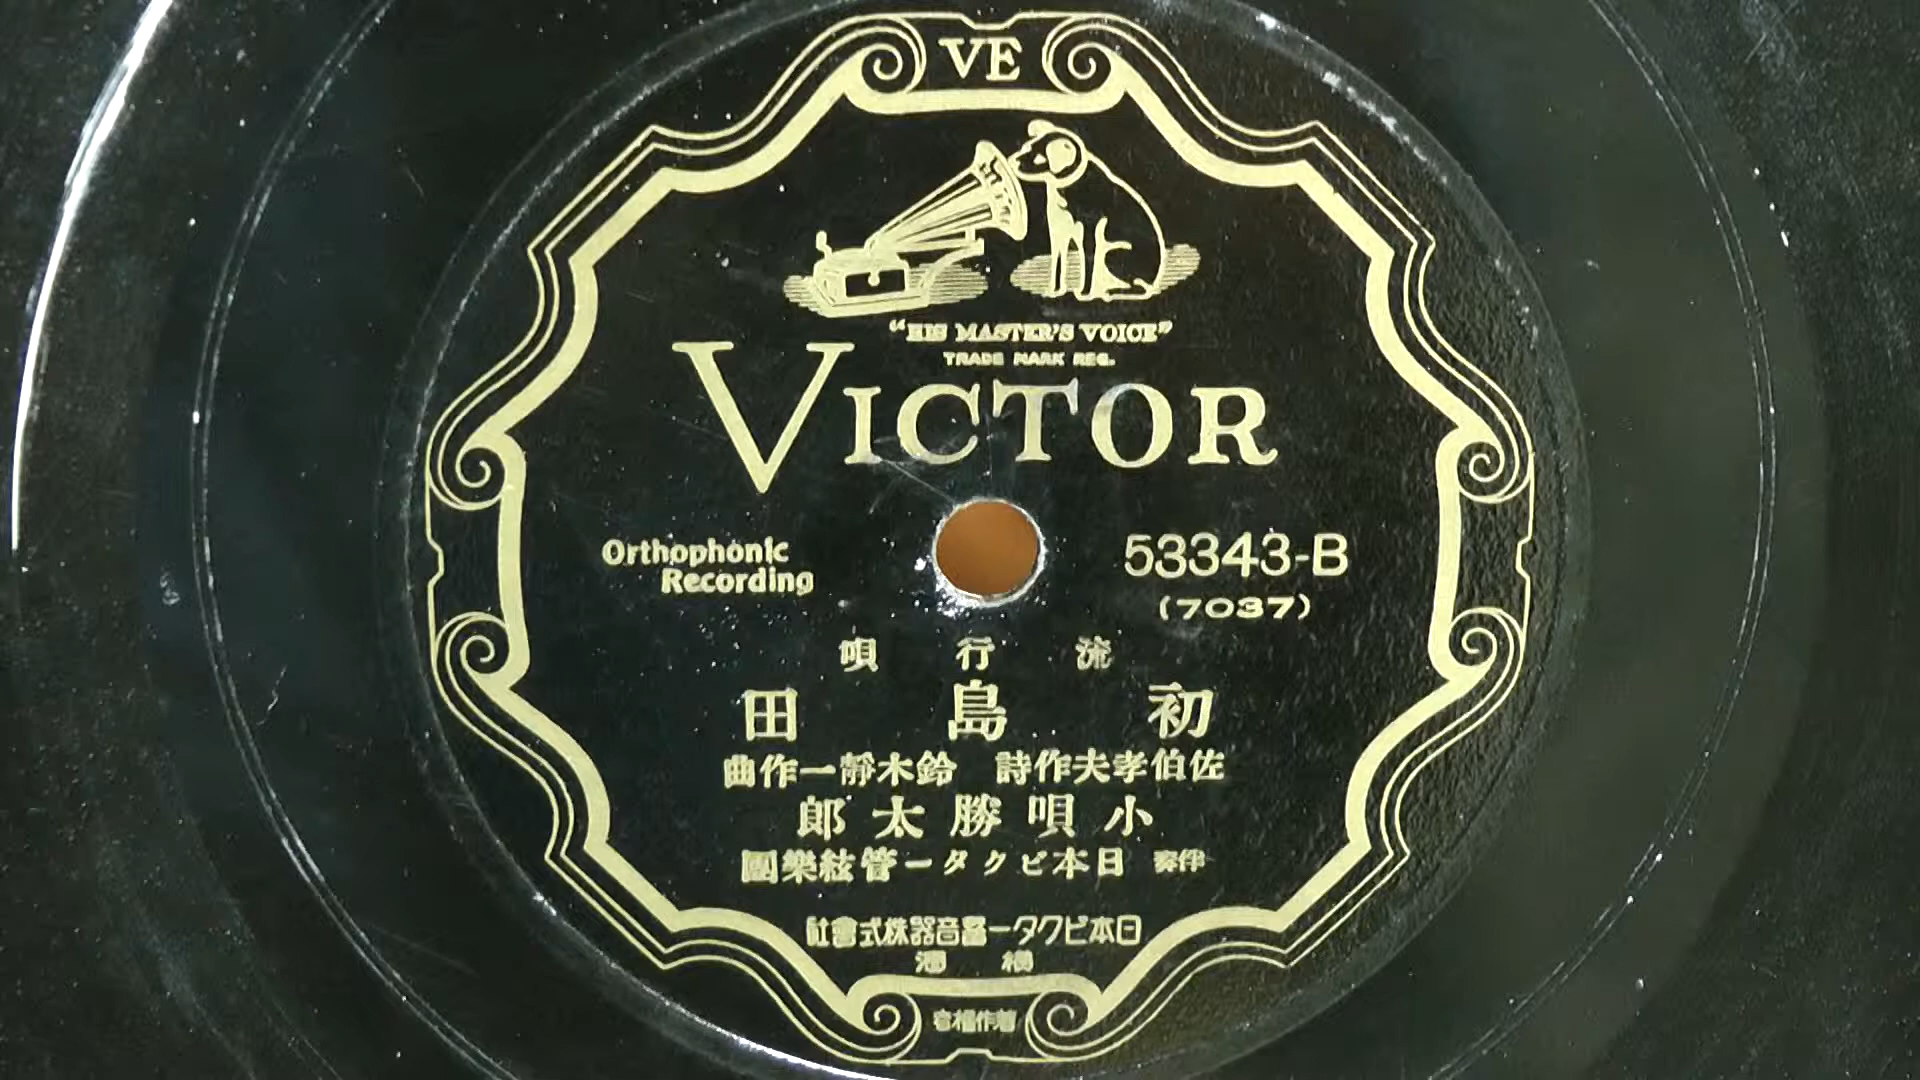 VE
"HIS MASTER'S VOICE"
TRADE MARK REG.
VICTOR
Orthophonic
Recording
53343-B
(7037)
流行唄
初島田
佐伯孝夫作詩 鈴木靜一作曲
小唄勝太郎
伴奏 日本ビクター管絃樂團
日本ビクター蓄音器株式會社
横濱
著作權